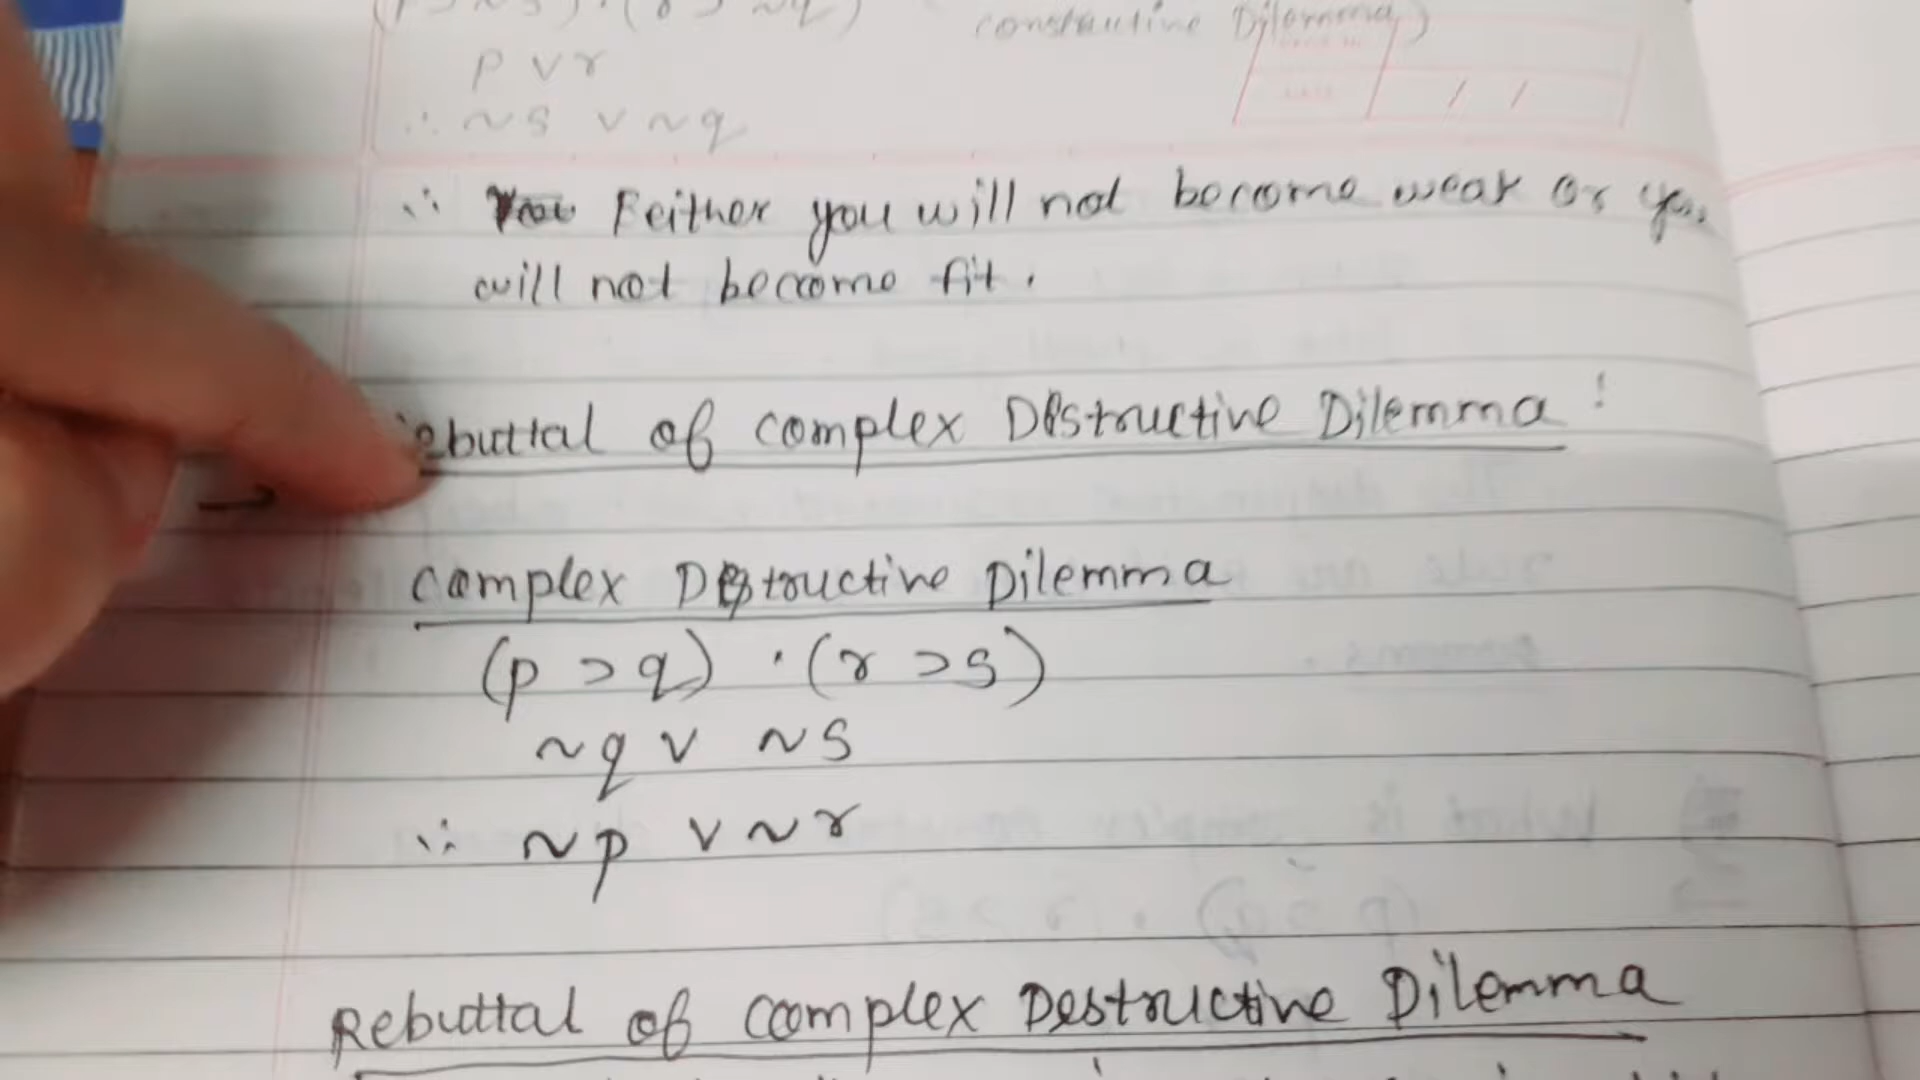 (p ⊃ ~s) · (r ⊃ ~q)
constructive Dilemma)
p v r
∴ ~s v ~q
∴ Eeither you will not become weak or you
will not become fit.
ebuttal of complex Destructive Dilemma :
→
complex Destructive Dilemma
(p ⊃ q) · (r ⊃ s)
~q v ~s
∴ ~p v ~r
Rebuttal of complex Destructive Dilemma